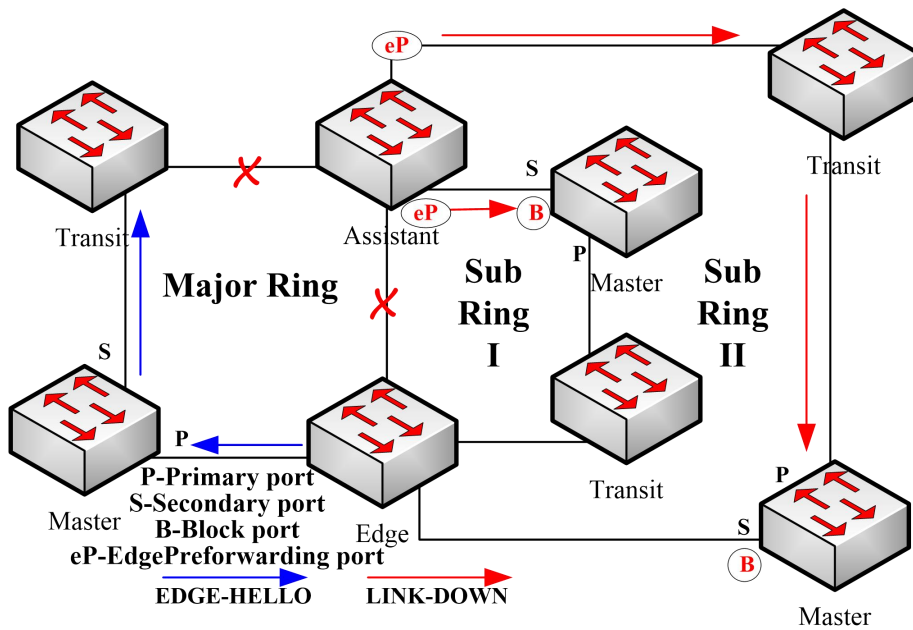 eP
Transit
S
B
eP
Transit
Assistant
P
Master
Major Ring
Sub
Ring
I
Sub
Ring
II
S
P
P
Transit
S
B
Master
Master
Edge
P-Primary port
S-Secondary port
B-Block port
eP-EdgePreforwarding port
EDGE-HELLO
LINK-DOWN